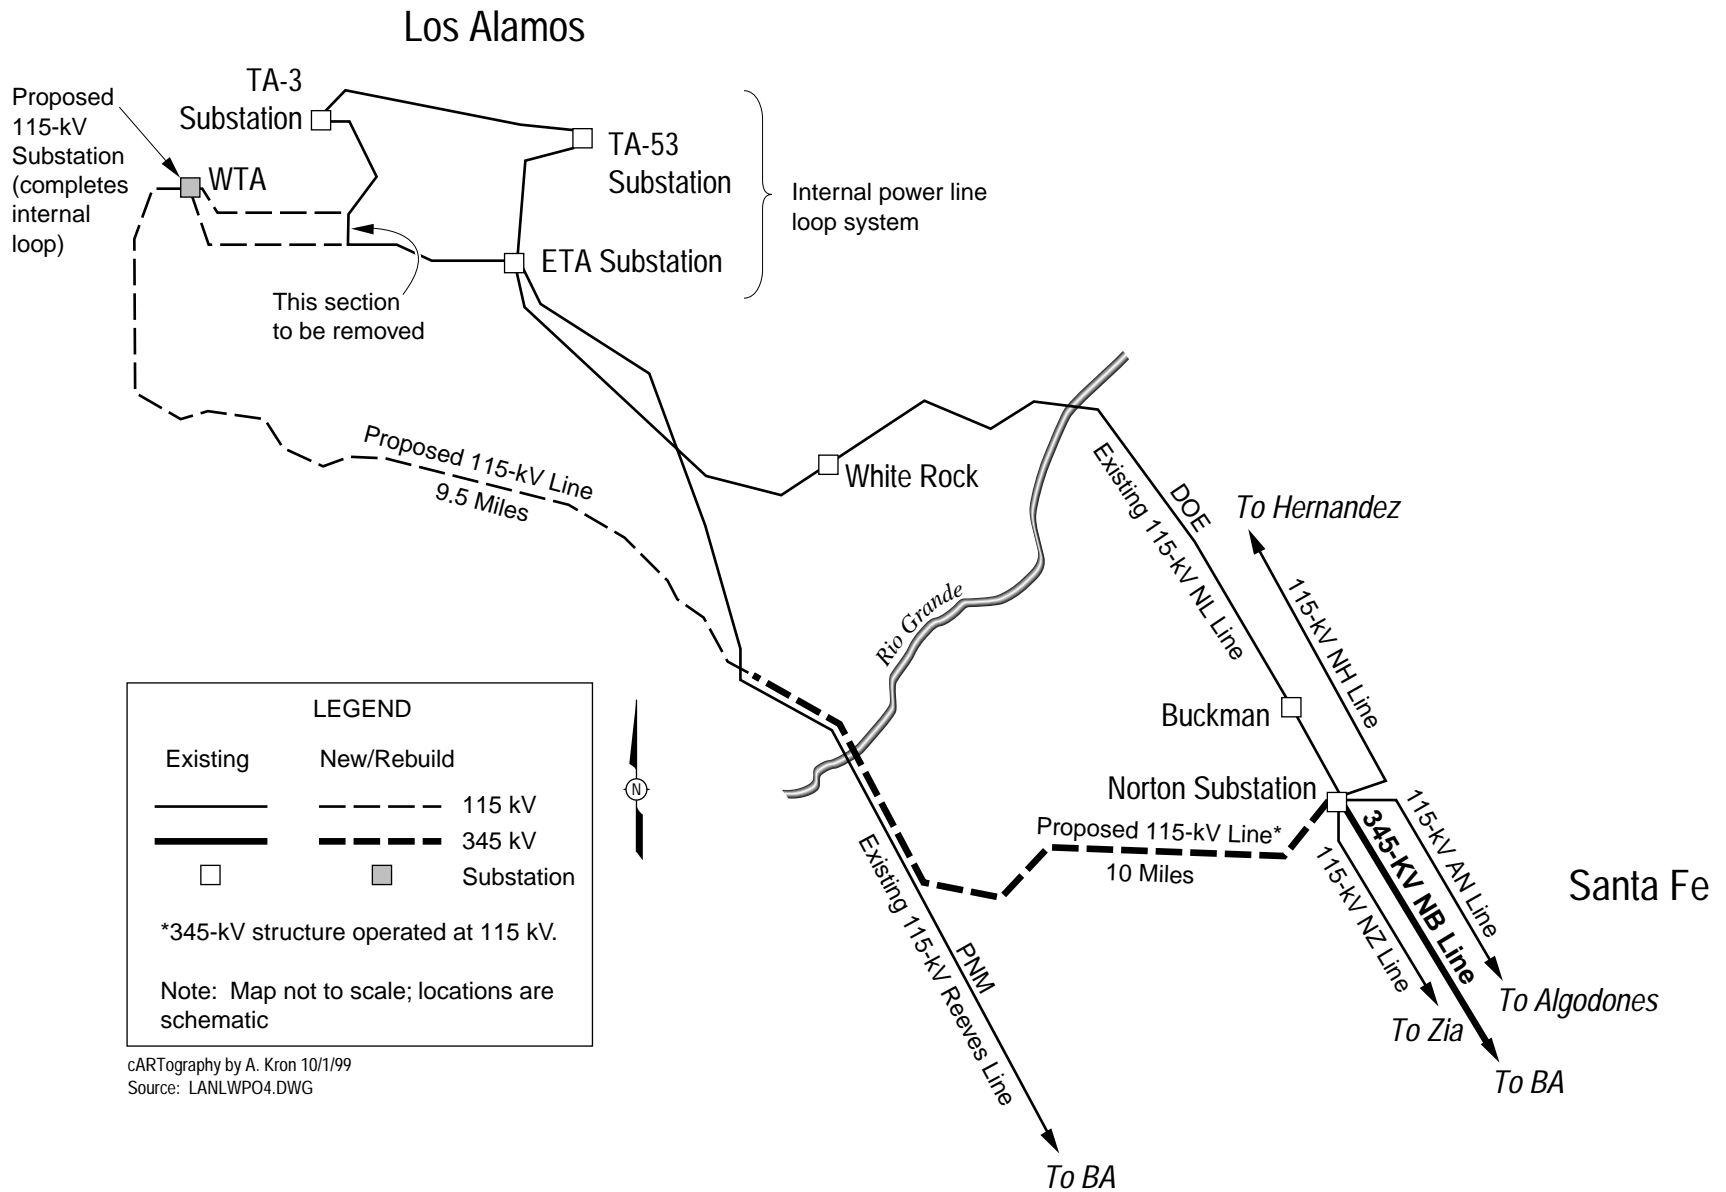 Los Alamos
TA-3
Substation
Proposed
115-kV
Substation
(completes
internal
loop)
WTA
TA-53
Substation
Internal power line
loop system
ETA Substation
This section
to be removed
Proposed 115-kV Line
9.5 Miles
White Rock
Rio Grande
DOE
Existing 115-kV NL Line
To Hernandez
115-kV NH Line
Buckman
Norton Substation
Proposed 115-kV Line*
10 Miles
115-kV AN Line
345-KV NB Line
115-kV NZ Line
Santa Fe
To Algodones
To Zia
To BA
PNM
Existing 115-kV Reeves Line
To BA
LEGEND
Existing New/Rebuild
115 kV
345 kV
Substation
*345-kV structure operated at 115 kV.
Note: Map not to scale; locations are
schematic
N
cARTography by A. Kron 10/1/99
Source: LANLWPO4.DWG